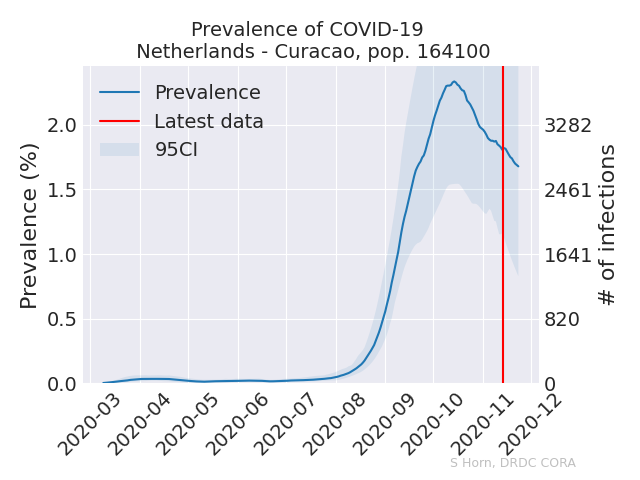 Prevalence of COVID-19
Netherlands - Curacao, pop. 164100
Prevalence
Latest data
95CI
Prevalence (%)
2.0
1.5
1.0
0.5
0.0
3282
2461
1641
820
0
# of infections
2020-03
2020-04
2020-05
2020-06
2020-07
2020-08
2020-09
2020-10
2020-11
2020-12
S Horn, DRDC CORA